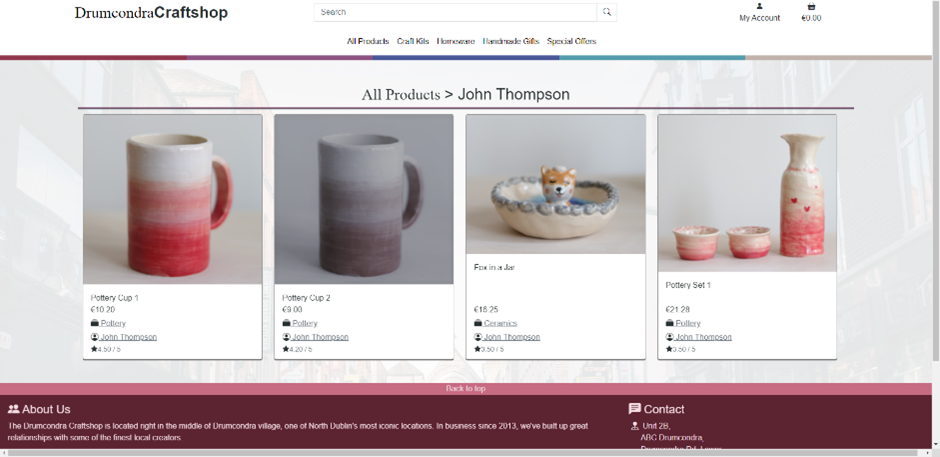 DrumcondraCraftshop
Search
My Account
€0.00
All Products Craft Kits Homeware Handmade Gifts Special Offers
All Products > John Thompson
Pottery Cup 1
€10.20
Pottery
John Thompson
4.50 / 5
Pottery Cup 2
€9.00
Pottery
John Thompson
4.20 / 5
Fox in a Jar
€16.25
Ceramics
John Thompson
3.50 / 5
Pottery Set 1
€21.28
Pottery
John Thompson
3.50 / 5
Back to top
About Us
The Drumcondra Craftshop is located right in the middle of Drumcondra village, one of North Dublin's most iconic locations. In business since 2013, we've built up great
relationships with some of the finest local creators
Contact
Unit 2B,
ABC Drumcondra,
Drumcondra Rd. Lower